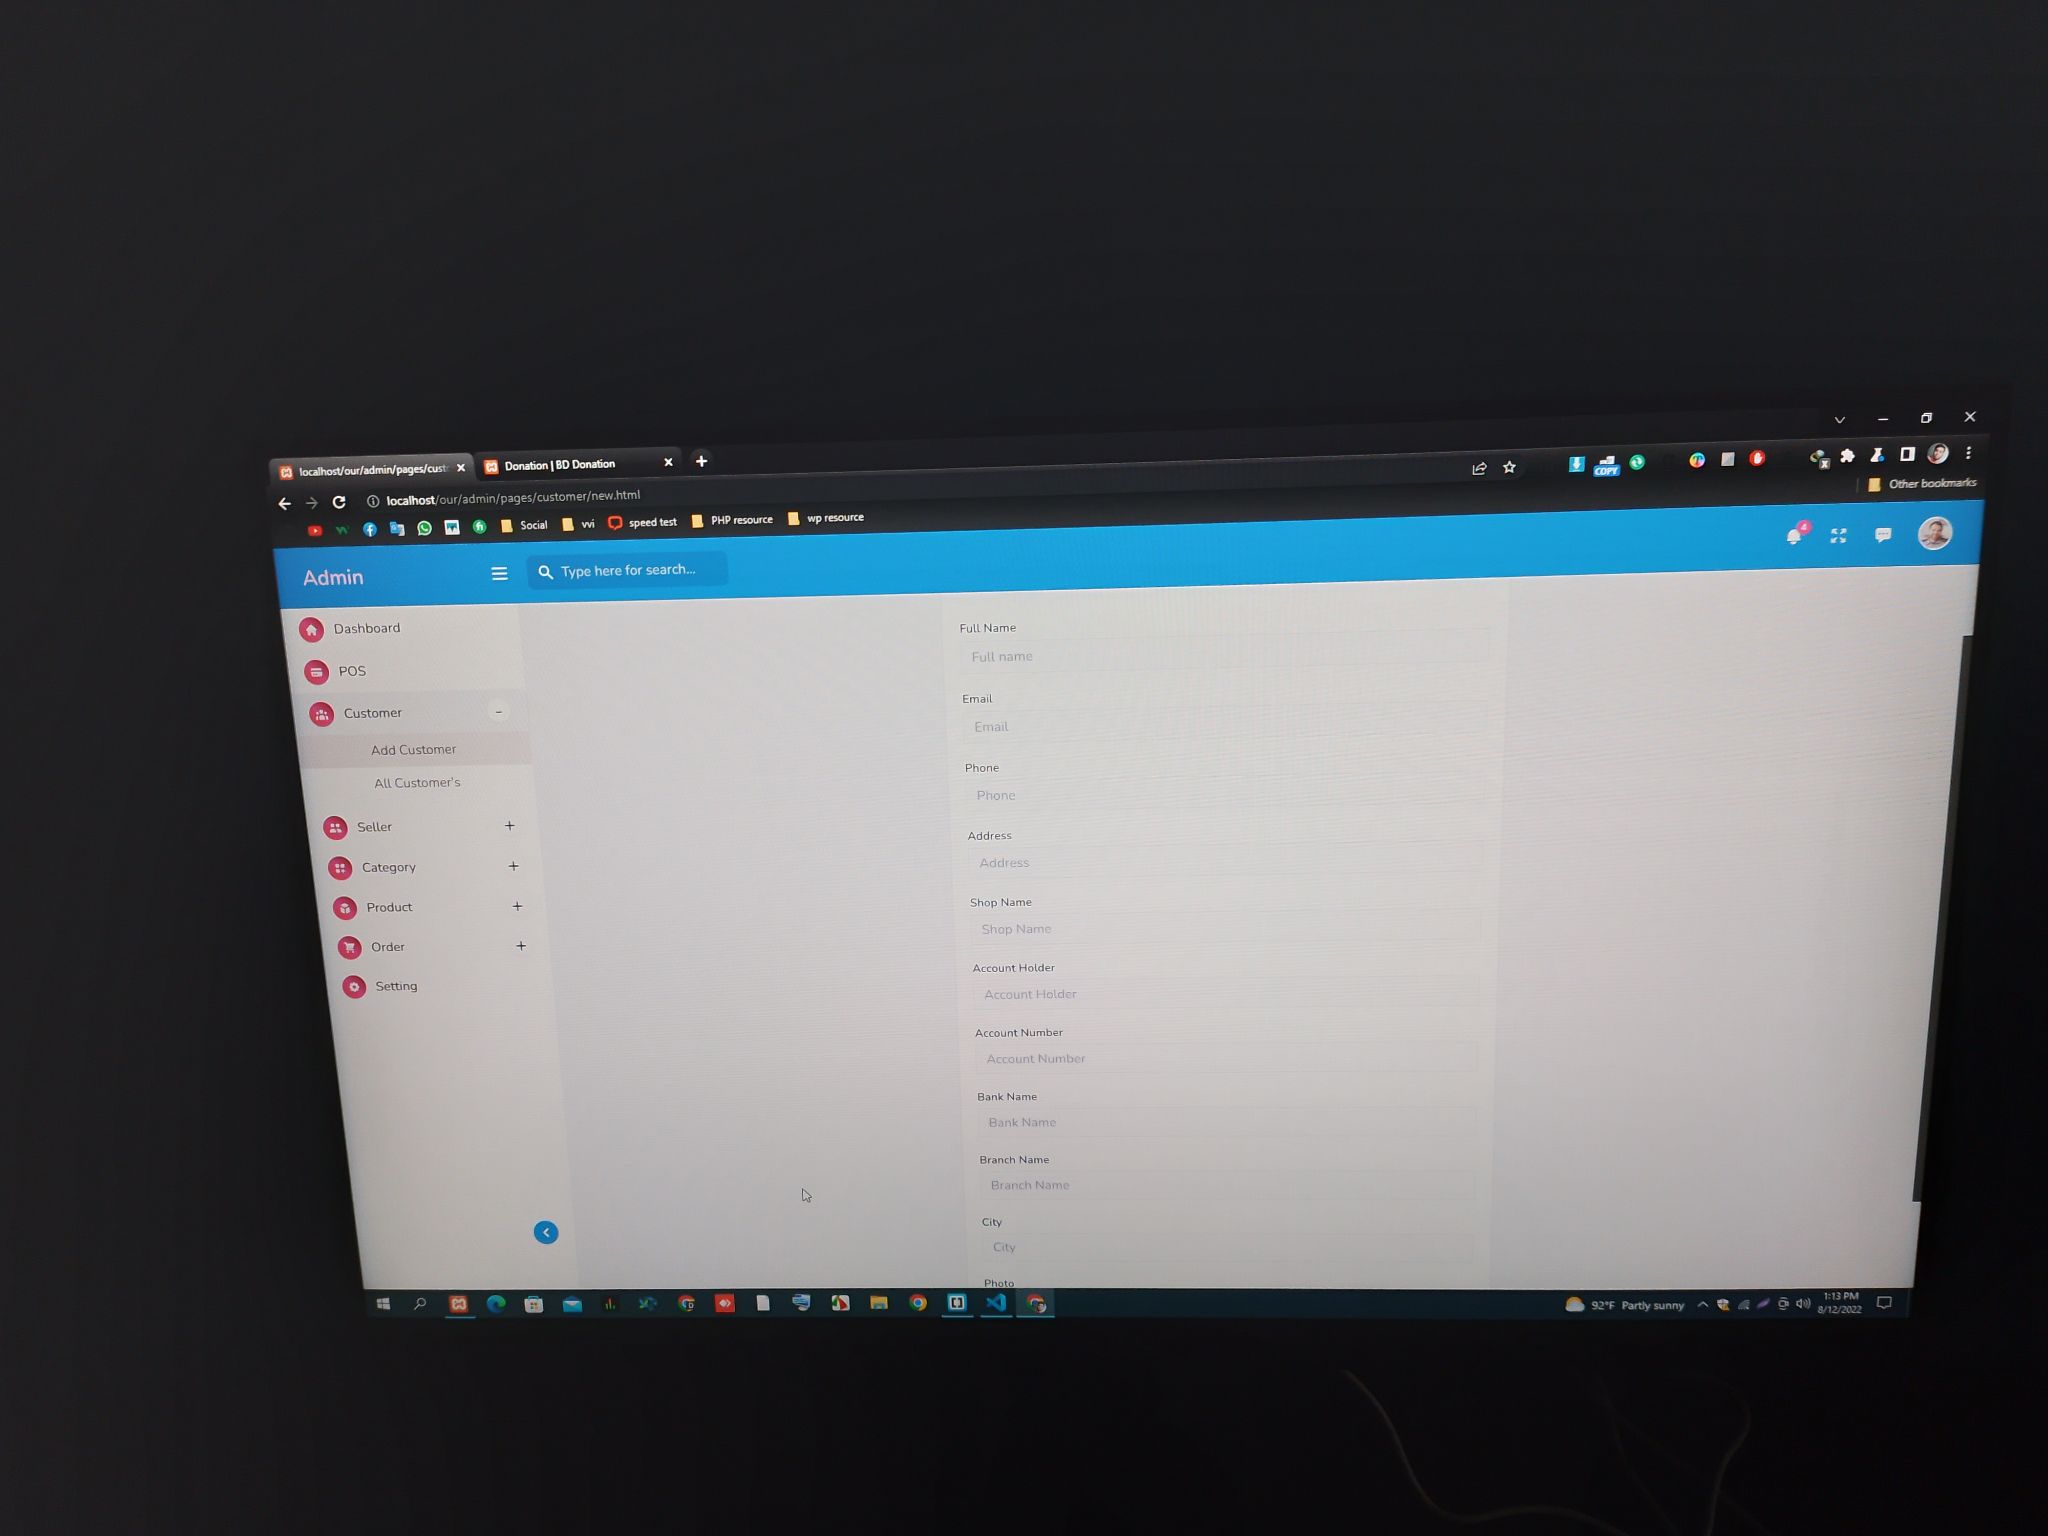 localhost/our/admin/pages/cust
Donation | BD Donation
localhost/our/admin/pages/customer/new.html
Other bookmarks
Social
vvi
speed test
PHP resource
wp resource
COPY
Admin
Type here for search...
4
Dashboard
POS
Customer
Add Customer
All Customer's
Seller
Category
Product
Order
Setting
Full Name
Full name
Email
Email
Phone
Phone
Address
Address
Shop Name
Shop Name
Account Holder
Account Holder
Account Number
Account Number
Bank Name
Bank Name
Branch Name
Branch Name
City
City
Photo
92°F Partly sunny
1:13 PM
8/12/2022